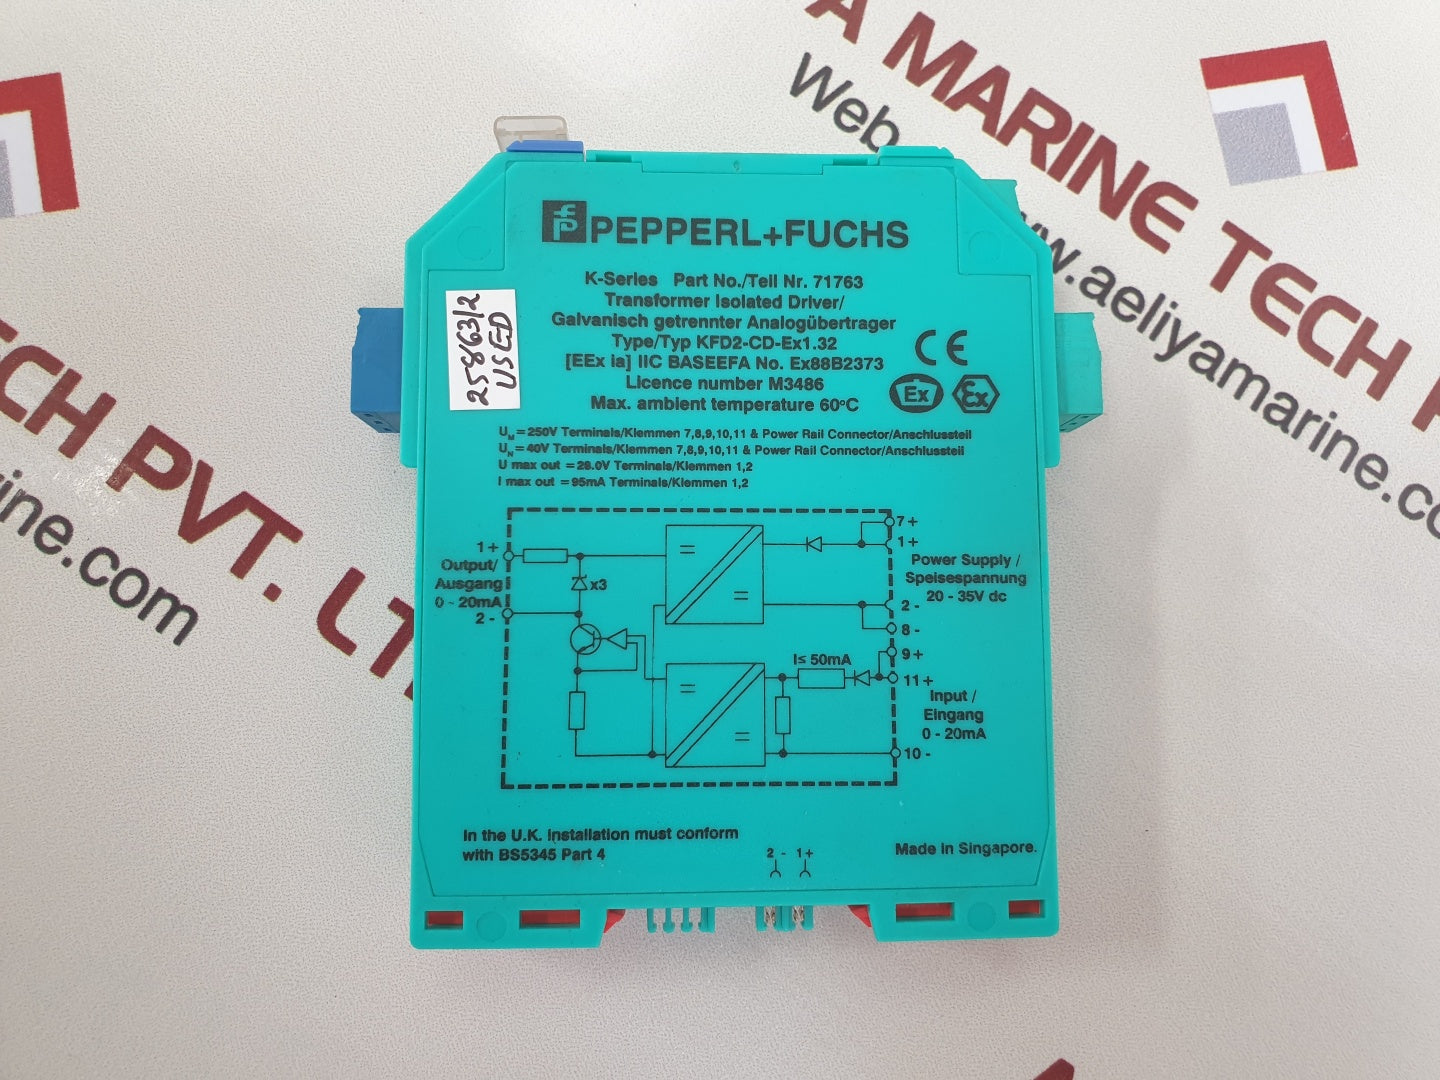 PEPPERL+FUCHS
K-Series Part No./Teil Nr. 71763
Transformer Isolated Driver/
Galvanisch getrennter Analogübertrager
Type/Typ KFD2-CD-Ex1.32
[EEx ia] IIC BASEEFA No. Ex88B2373
Licence number M3486
Max. ambient temperature 60°C
CE
Ex
Ex
25863/2
USED
UM = 250V Terminals/Klemmen 7,8,9,10,11 & Power Rail Connector/Anschlussteil
UN = 40V Terminals/Klemmen 7,8,9,10,11 & Power Rail Connector/Anschlussteil
U max out = 28.0V Terminals/Klemmen 1,2
I max out = 95mA Terminals/Klemmen 1,2
1+
Output/
Ausgang
0 - 20mA
2 -
x3
I≤ 50mA
7+
1+
Power Supply /
Speisespannung
20 - 35V dc
2 -
8 -
9+
11+
Input /
Eingang
0 - 20mA
10 -
In the U.K. installation must conform
with BS5345 Part 4
2 - 1+
Made in Singapore.
A MARINE TECH P
Web
w.aeliyamarine.co
ECH PVT. LT
rine.com